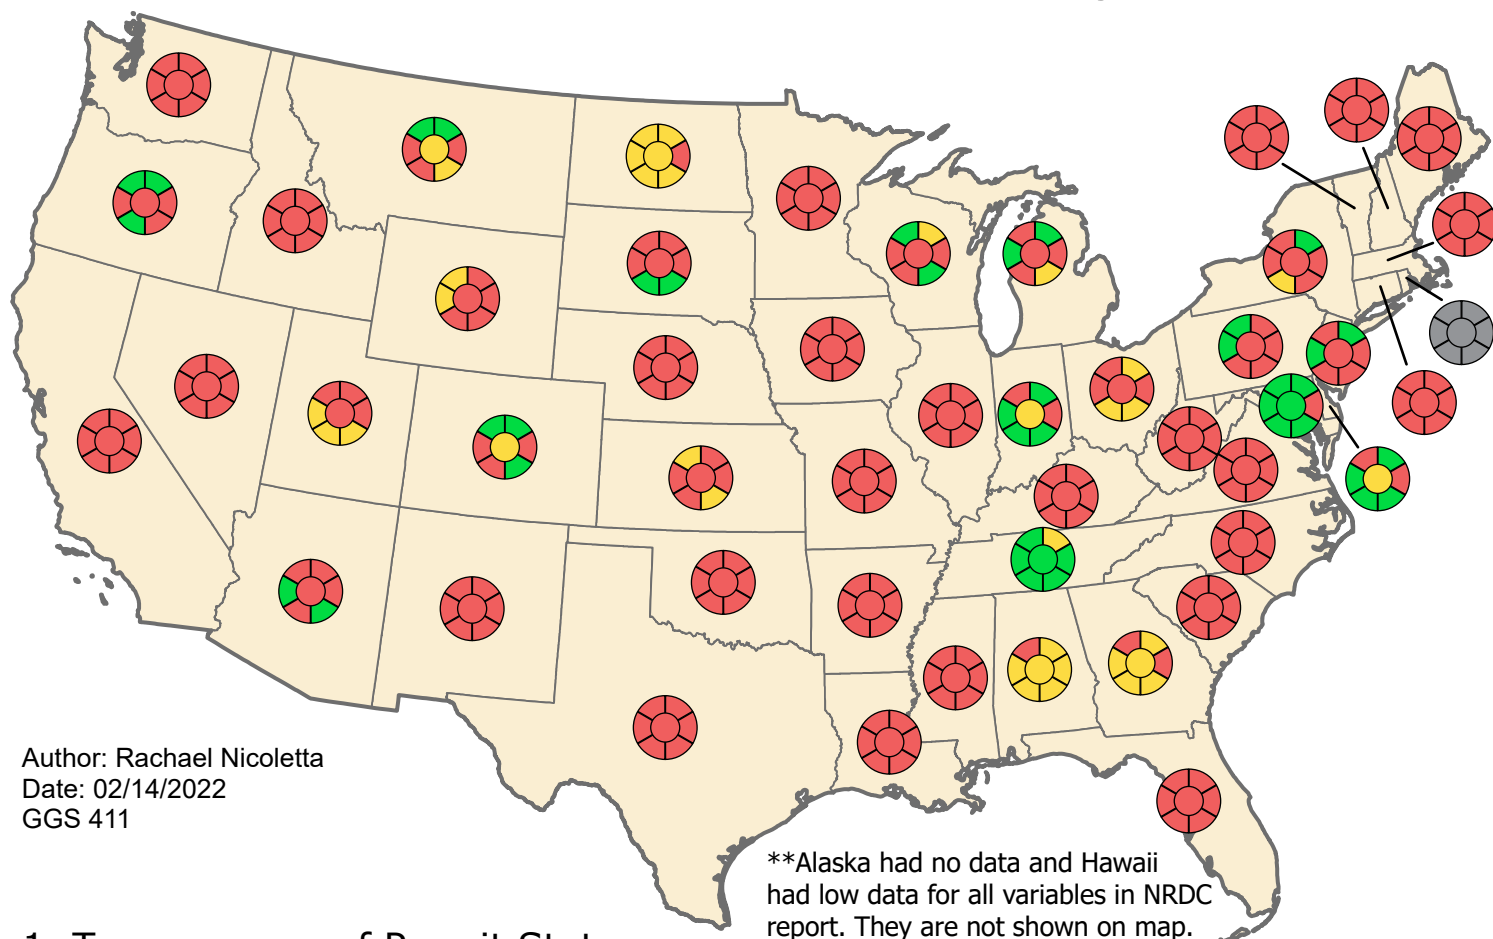 Author: Rachael Nicoletta
Date: 02/14/2022
GGS 411
**Alaska had no data and Hawaii
had low data for all variables in NRDC
report. They are not shown on map.